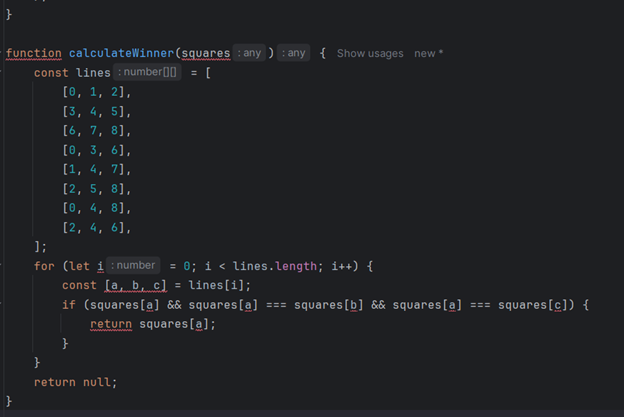 }
function calculateWinner(squares : any ) : any { Show usages new *
const lines : number[][] = [
[0, 1, 2],
[3, 4, 5],
[6, 7, 8],
[0, 3, 6],
[1, 4, 7],
[2, 5, 8],
[0, 4, 8],
[2, 4, 6],
];
for (let i : number = 0; i < lines.length; i++) {
const [a, b, c] = lines[i];
if (squares[a] && squares[a] === squares[b] && squares[a] === squares[c]) {
return squares[a];
}
}
return null;
}